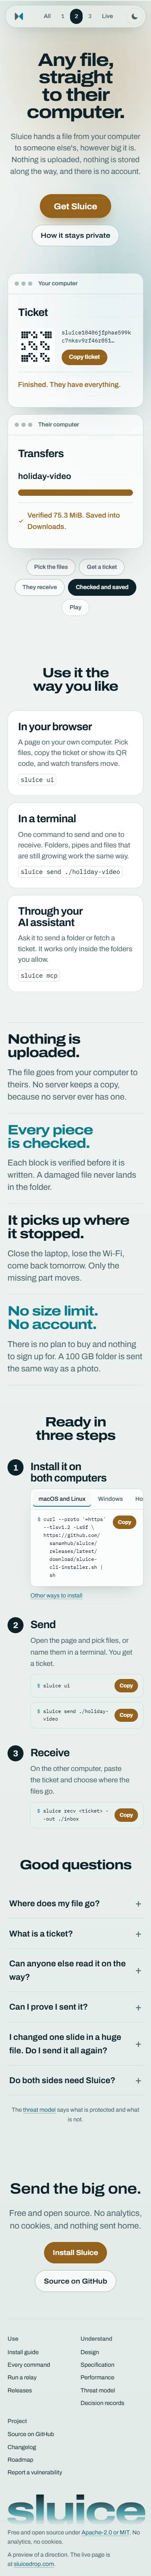 All 1 2 3 Live
Any file,
straight
to their
computer.
Sluice hands a file from your computer
to someone else's, however big it is.
Nothing is uploaded, nothing is stored
along the way, and there is no account.
Get Sluice
How it stays private
Your computer
Ticket
Copy ticket
Finished. They have everything.
Their computer
Transfers
holiday-video
Verified 75.3 MiB. Saved into
Downloads.
Pick the files
Get a ticket
They receive
Checked and saved
Play
Use it the
way you like
In your browser
A page on your own computer. Pick
files, copy the ticket or show its QR
code, and watch transfers move.
sluice ui
In a terminal
One command to send and one to
receive. Folders, pipes and files that
are still growing work the same way.
sluice send ./holiday-video
Through your
AI assistant
Ask it to send a folder or fetch a
ticket. It works only inside the folders
you allow.
sluice mcp
Nothing is
uploaded.
The file goes from your computer to
theirs. No server keeps a copy,
because no server ever has one.
Every piece
is checked.
Each block is verified before it is
written. A damaged file never lands
in the folder.
It picks up where
it stopped.
Close the laptop, lose the Wi-Fi,
come back tomorrow. Only the
missing part moves.
No size limit.
No account.
There is no plan to buy and nothing
to sign up for. A 100 GB folder is sent
the same way as a photo.
Ready in
three steps
1
Install it on
both computers
macOS and Linux Windows Ho
$ curl --proto '=https'
--tlsv1.2 -LsSf \
https://github.com/
sanamhub/sluice/
releases/latest/
download/sluice-
cli-installer.sh |
sh
Copy
Other ways to install
2
Send
Open the page and pick files, or
name them in a terminal. You get
a ticket.
$ sluice ui
Copy
$ sluice send ./holiday-
video
Copy
3
Receive
On the other computer, paste
the ticket and choose where the
files go.
$ sluice recv <ticket> -
-out ./inbox
Copy
Good questions
Where does my file go? +
What is a ticket? +
Can anyone else read it on the
way? +
Can I prove I sent it? +
I changed one slide in a huge
file. Do I send it all again? +
Do both sides need Sluice? +
The threat model says what is protected and what
is not.
Send the big one.
Free and open source. No analytics,
no cookies, and nothing sent home.
Install Sluice
Source on GitHub
Use
Install guide
Every command
Run a relay
Releases
Understand
Design
Specification
Performance
Threat model
Decision records
Project
Source on GitHub
Changelog
Roadmap
Report a vulnerability
sluice
Free and open source under Apache-2.0 or MIT. No
analytics, no cookies.
A preview of a direction. The live page is
at sluicedrop.com.